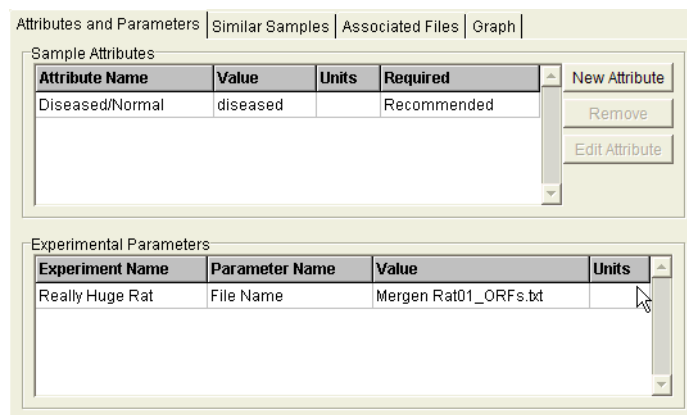 Attributes and Parameters Similar Samples Associated Files Graph
Sample Attributes
Attribute Name Value Units Required New Attribute
Diseased/Normal diseased Recommended Remove
Edit Attribute
Experimental Parameters
Experiment Name Parameter Name Value Units
Really Huge Rat File Name Mergen Rat01_ORFs.txt